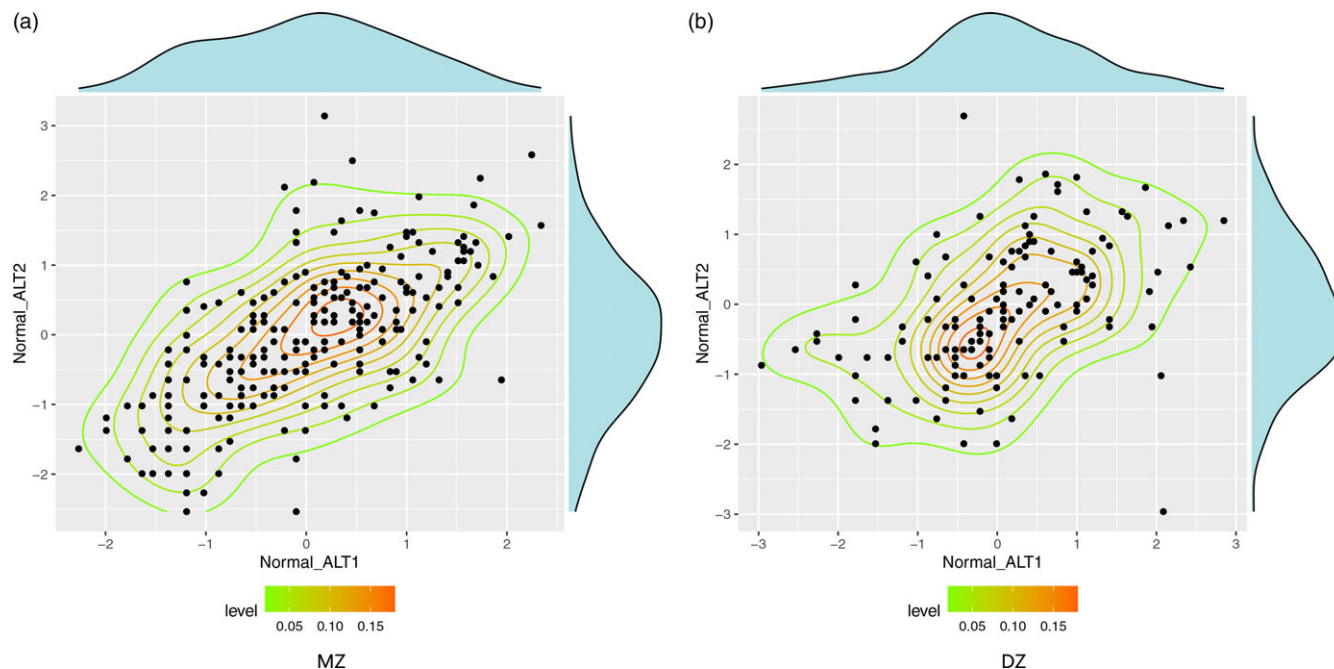 (a)
3
2
1
0
−1
−2
Normal_ALT2
−2 −1 0 1 2
Normal_ALT1
level
0.05 0.10 0.15
MZ
(b)
2
1
0
−1
−2
−3
Normal_ALT2
−3 −2 −1 0 1 2 3
Normal_ALT1
level
0.05 0.10 0.15
DZ